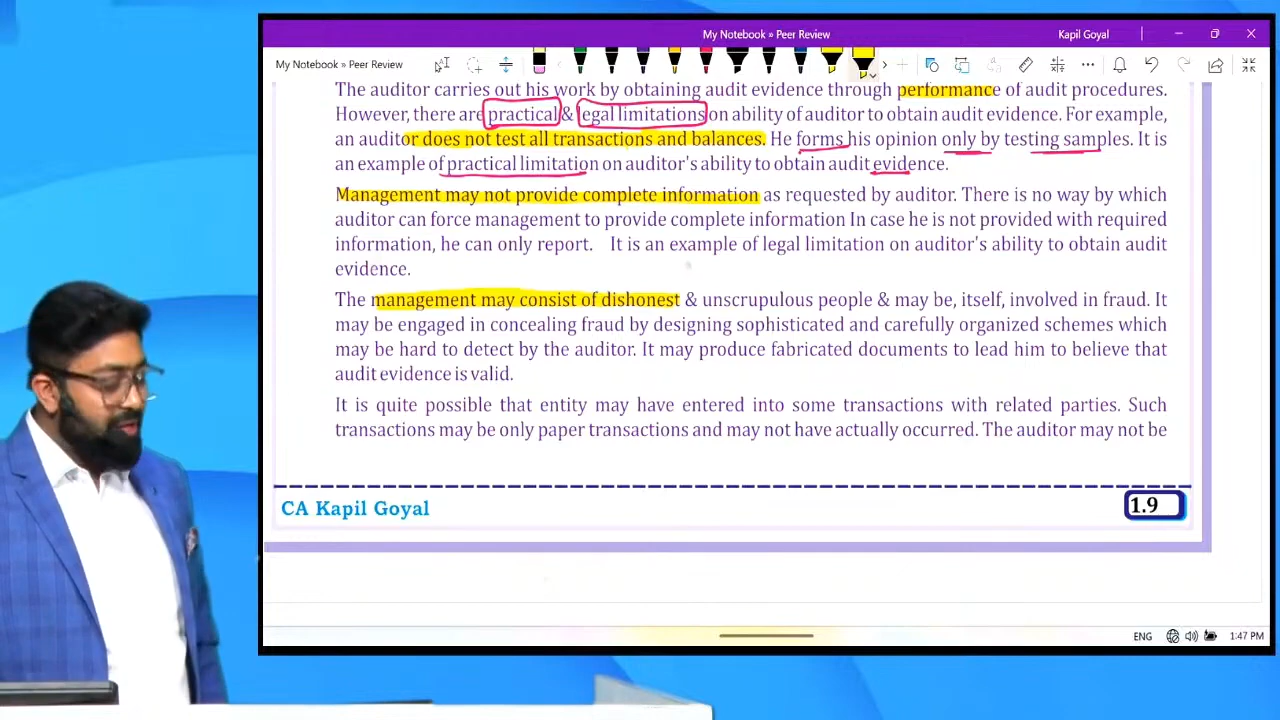 My Notebook » Peer Review
Kapil Goyal
My Notebook » Peer Review
The auditor carries out his work by obtaining audit evidence through performance of audit procedures.
However, there are practical & legal limitations on ability of auditor to obtain audit evidence. For example,
an auditor does not test all transactions and balances. He forms his opinion only by testing samples. It is
an example of practical limitation on auditor's ability to obtain audit evidence.
Management may not provide complete information as requested by auditor. There is no way by which
auditor can force management to provide complete information In case he is not provided with required
information, he can only report. It is an example of legal limitation on auditor's ability to obtain audit
evidence.
The management may consist of dishonest & unscrupulous people & may be, itself, involved in fraud. It
may be engaged in concealing fraud by designing sophisticated and carefully organized schemes which
may be hard to detect by the auditor. It may produce fabricated documents to lead him to believe that
audit evidence is valid.
It is quite possible that entity may have entered into some transactions with related parties. Such
transactions may be only paper transactions and may not have actually occurred. The auditor may not be
CA Kapil Goyal
1.9
ENG
1:47 PM